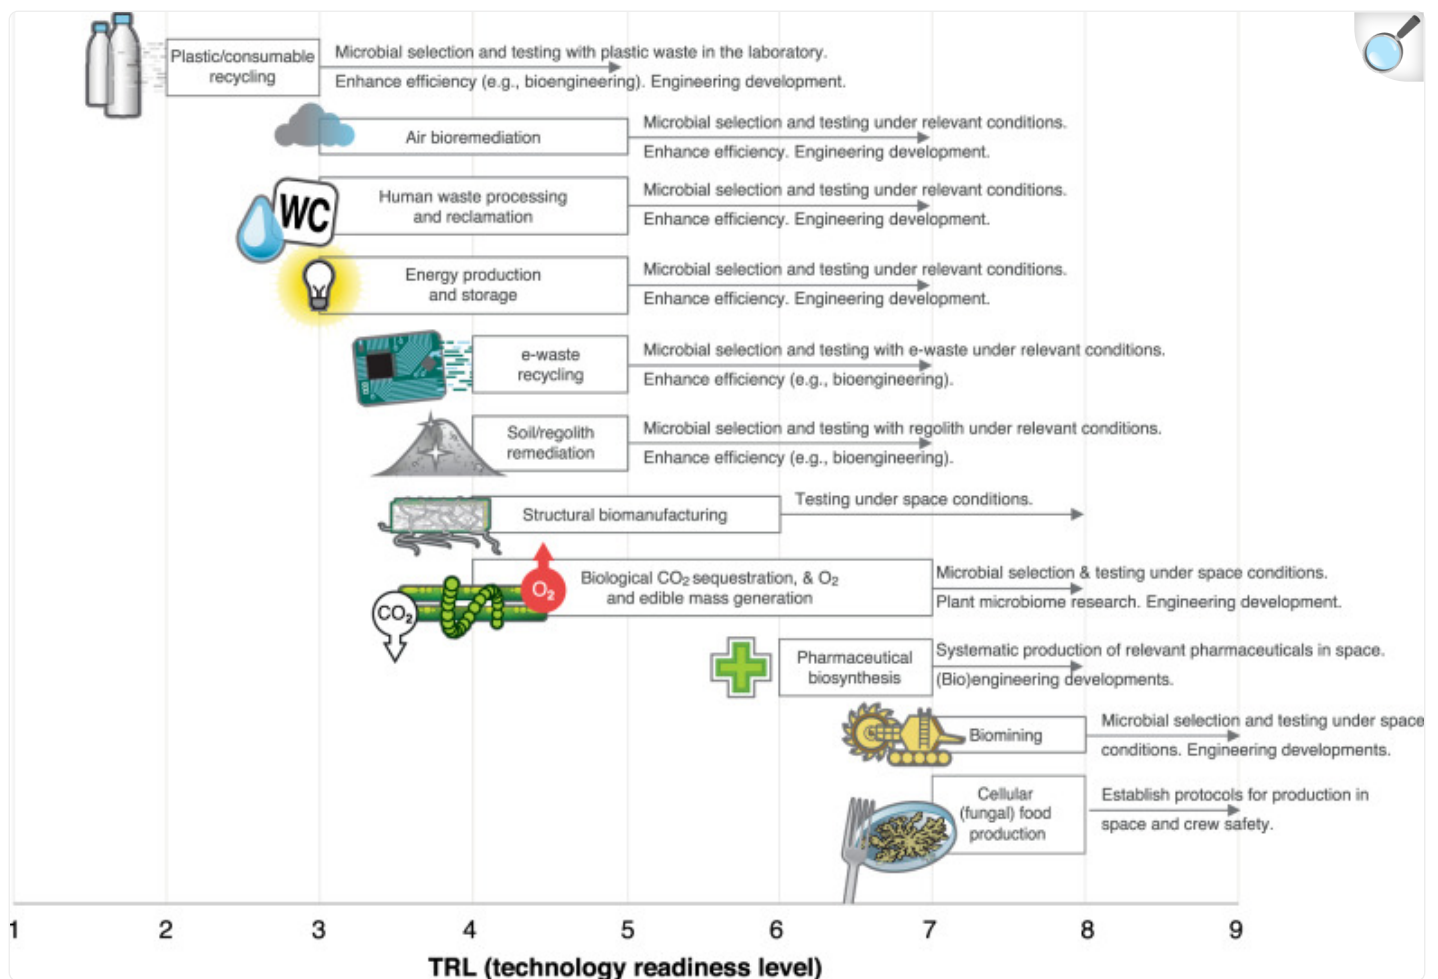 Plastic/consumable
recycling
Microbial selection and testing with plastic waste in the laboratory.
Enhance efficiency (e.g., bioengineering). Engineering development.
Air bioremediation
Microbial selection and testing under relevant conditions.
Enhance efficiency. Engineering development.
WC
Human waste processing
and reclamation
Microbial selection and testing under relevant conditions.
Enhance efficiency. Engineering development.
Energy production
and storage
Microbial selection and testing under relevant conditions.
Enhance efficiency. Engineering development.
e-waste
recycling
Microbial selection and testing with e-waste under relevant conditions.
Enhance efficiency (e.g., bioengineering).
Soil/regolith
remediation
Microbial selection and testing with regolith under relevant conditions.
Enhance efficiency (e.g., bioengineering).
Structural biomanufacturing
Testing under space conditions.
CO₂
O₂
Biological CO₂ sequestration, & O₂
and edible mass generation
Microbial selection & testing under space conditions.
Plant microbiome research. Engineering development.
Pharmaceutical
biosynthesis
Systematic production of relevant pharmaceuticals in space.
(Bio)engineering developments.
Biomining
Microbial selection and testing under space
conditions. Engineering developments.
Cellular
(fungal) food
production
Establish protocols for production in
space and crew safety.
1 2 3 4 5 6 7 8 9
TRL (technology readiness level)